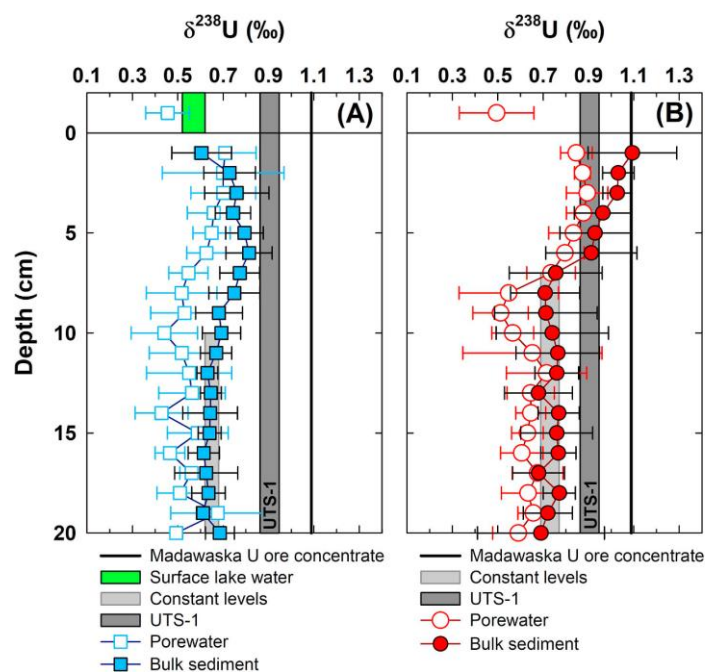 δ238U (‰) δ238U (‰)
0.1 0.3 0.5 0.7 0.9 1.1 1.3 0.1 0.3 0.5 0.7 0.9 1.1 1.3
(A) (B)
0
5
10
15
20
Depth (cm)
UTS-1 UTS-1
Madawaska U ore concentrate
Surface lake water
Constant levels
UTS-1
Porewater
Bulk sediment
Madawaska U ore concentrate
Constant levels
UTS-1
Porewater
Bulk sediment